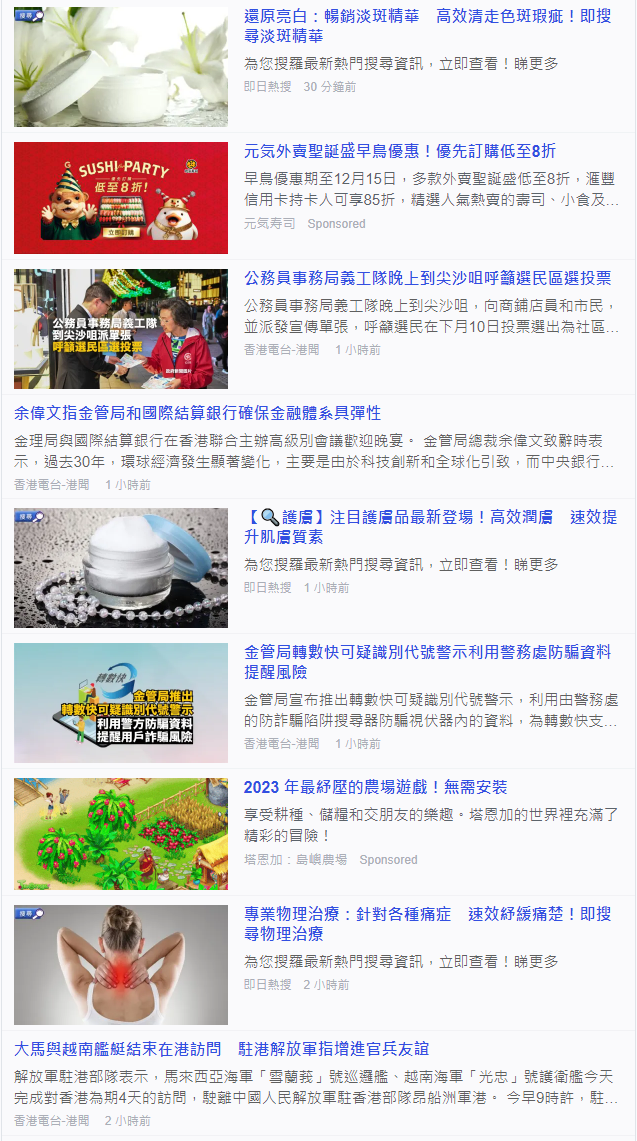 搜尋
還原亮白：暢銷淡斑精華　高效清走色斑瑕疵！即搜
尋淡斑精華
為您搜羅最新熱門搜尋資訊，立即查看！睇更多
即日熱搜　30 分鐘前
SUSHI PARTY
優先訂購
低至8折!
立即訂購
元気外賣聖誕盛早鳥優惠！優先訂購低至8折
早鳥優惠期至12月15日，多款外賣聖誕盛低至8折，滙豐
信用卡持卡人可享85折，精選人氣熱賣的壽司、小食及...
元気寿司　Sponsored
公務員事務局義工隊
到尖沙咀派單張
呼籲選民區選投票
政府新聞圖片
公務員事務局義工隊晚上到尖沙咀呼籲選民區選投票
公務員事務局義工隊晚上到尖沙咀，向商鋪店員和市民，
並派發宣傳單張，呼籲選民在下月10日投票選出為社區...
香港電台-港聞　1 小時前
余偉文指金管局和國際結算銀行確保金融體系具彈性
金理局與國際結算銀行在香港聯合主辦高級別會議歡迎晚宴。 金管局總裁余偉文致辭時表
示，過去30年，環球經濟發生顯著變化，主要是由於科技創新和全球化引致，而中央銀行...
香港電台-港聞　1 小時前
搜尋
【🔍護膚】注目護膚品最新登場！高效潤膚　速效提
升肌膚質素
為您搜羅最新熱門搜尋資訊，立即查看！睇更多
即日熱搜　1 小時前
轉數快
金管局推出
轉數快可疑識別代號警示
利用警方防騙資料
提醒用戶詐騙風險
金管局轉數快可疑識別代號警示利用警務處防騙資料
提醒風險
金管局宣布推出轉數快可疑識別代號警示，利用由警務處
的防詐騙陷阱搜尋器防騙視伏器內的資料，為轉數快支...
香港電台-港聞　1 小時前
2023 年最紓壓的農場遊戲！無需安裝
享受耕種、儲糧和交朋友的樂趣。塔恩加的世界裡充滿了
精彩的冒險！
塔恩加：島嶼農場　Sponsored
搜尋
專業物理治療：針對各種痛症　速效紓緩痛楚！即搜
尋物理治療
為您搜羅最新熱門搜尋資訊，立即查看！睇更多
即日熱搜　2 小時前
大馬與越南艦艇結束在港訪問　駐港解放軍指增進官兵友誼
解放軍駐港部隊表示，馬來西亞海軍「雪蘭莪」號巡邏艦、越南海軍「光忠」號護衛艦今天
完成對香港為期4天的訪問，駛離中國人民解放軍駐香港部隊昂船洲軍港。 今早9時許，駐...
香港電台-港聞　2 小時前